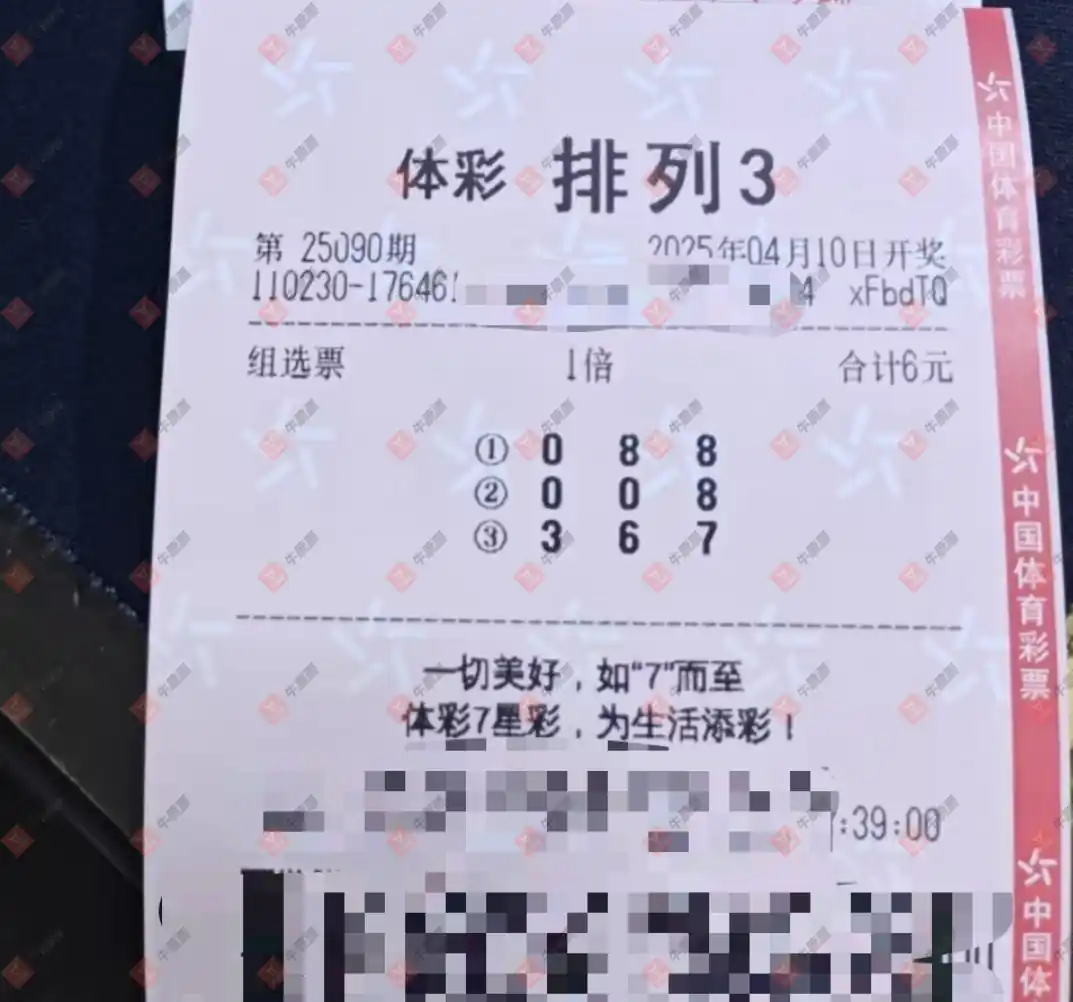 体彩 排列3
第 25090期 2025年04月10日开奖
110230-176461 4 xFbdTQ
组选票 1倍 合计6元
① 0 8 8
② 0 0 8
③ 3 6 7
一切美好，如“7”而至
体彩7星彩，为生活添彩！
:39:00
中国体育彩票
中国体育彩票
中国体
牛票票